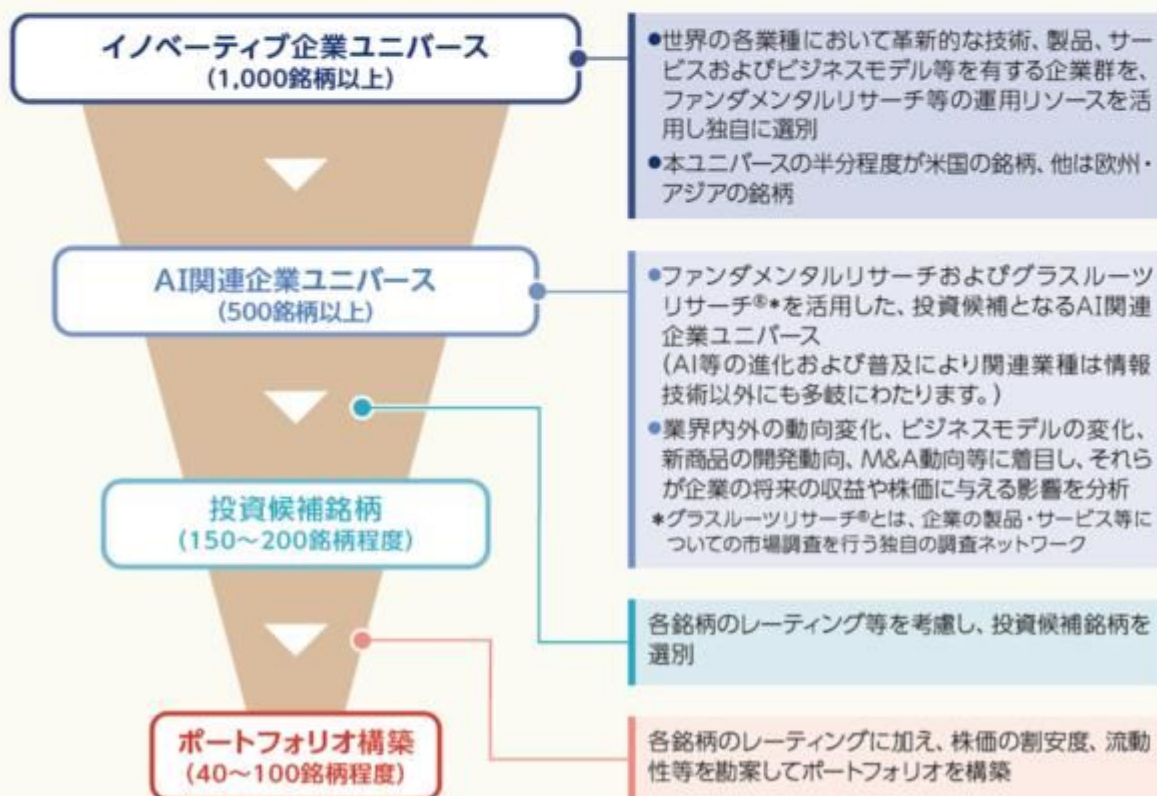 イノベーティブ企業ユニバース
(1,000銘柄以上)
●世界の各業種において革新的な技術、製品、サー
ビスおよびビジネスモデル等を有する企業群を、
ファンダメンタルリサーチ等の運用リソースを活
用し独自に選別
●本ユニバースの半分程度が米国の銘柄、他は欧州・
アジアの銘柄
AI関連企業ユニバース
(500銘柄以上)
●ファンダメンタルリサーチおよびグラスルーツ
リサーチ®*を活用した、投資候補となるAI関連
企業ユニバース
(AI等の進化および普及により関連業種は情報
技術以外にも多岐にわたります。)
●業界内外の動向変化、ビジネスモデルの変化、
新商品の開発動向、M&A動向等に着目し、それら
が企業の将来の収益や株価に与える影響を分析
*グラスルーツリサーチ®とは、企業の製品・サービス等に
ついての市場調査を行う独自の調査ネットワーク
投資候補銘柄
(150～200銘柄程度)
各銘柄のレーティング等を考慮し、投資候補銘柄を
選別
ポートフォリオ構築
(40～100銘柄程度)
各銘柄のレーティングに加え、株価の割安度、流動
性等を勘案してポートフォリオを構築